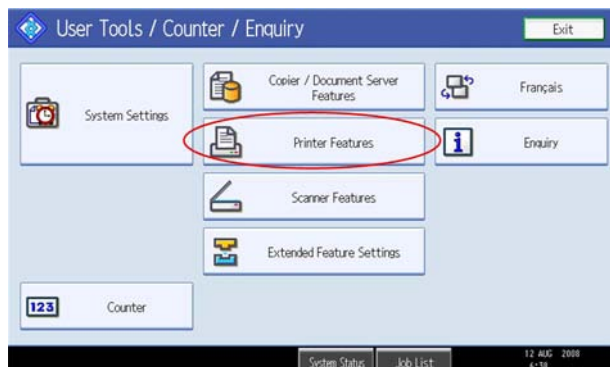 User Tools / Counter / Enquiry
Exit
System Settings
Copier / Document Server
Features
Français
Printer Features
Enquiry
Scanner Features
Extended Feature Settings
123
Counter
System Status
Job List
12 AUG 2008